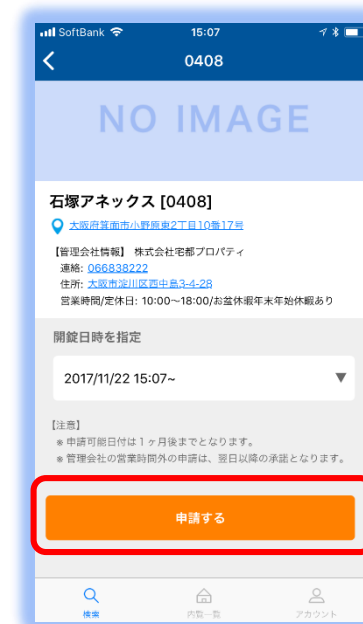 SoftBank 15:07
0408
NO IMAGE
石塚アネックス [0408]
大阪府箕面市小野原東2丁目10番17号
【管理会社情報】 株式会社宅都プロパティ
連絡: 066838222
住所: 大阪市淀川区西中島3-4-28
営業時間/定休日: 10:00〜18:00/お盆休暇年末年始休暇あり
開錠日時を指定
2017/11/22 15:07~
【注意】
※ 申請可能日付は１ヶ月後までとなります。
※ 管理会社の営業時間外の申請は、翌日以降の承諾となります。
申請する
検索 内覧一覧 アカウント